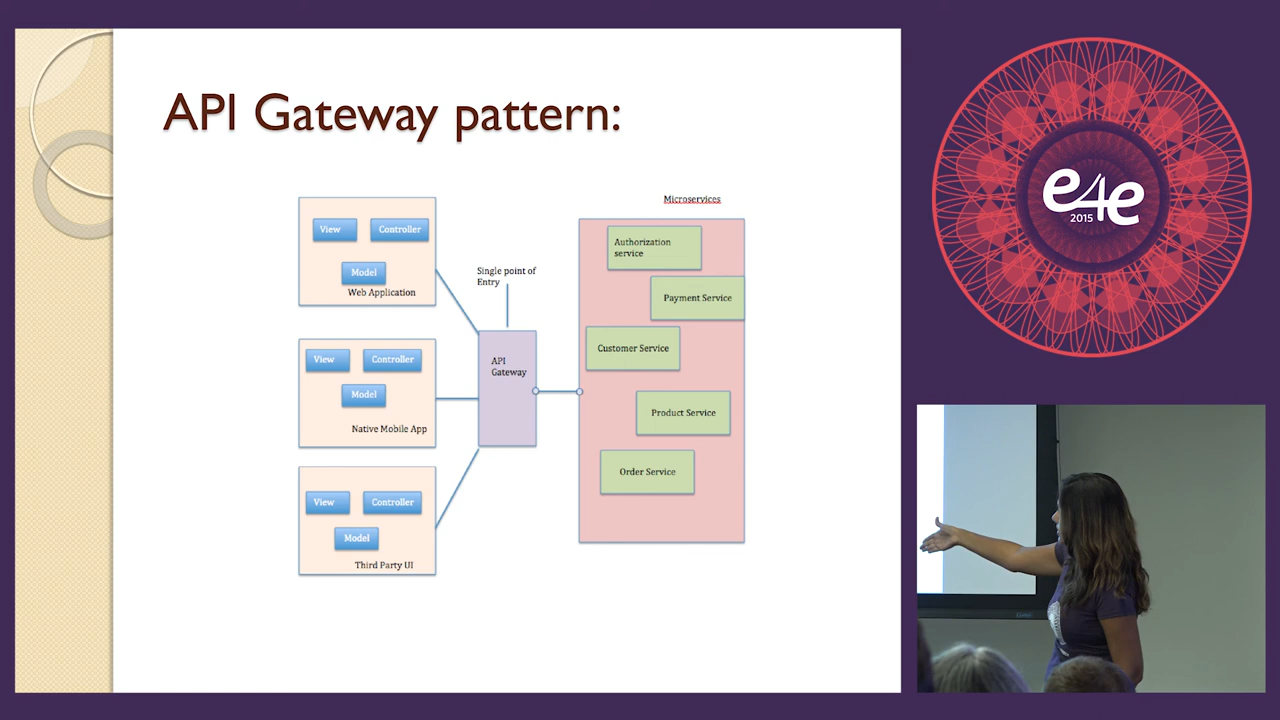 API Gateway pattern:
Microservices
View
Controller
Model
Web Application
View
Controller
Model
Native Mobile App
View
Controller
Model
Third Party UI
Single point of
Entry
API
Gateway
Authorization
service
Payment Service
Customer Service
Product Service
Order Service
e4e
2015